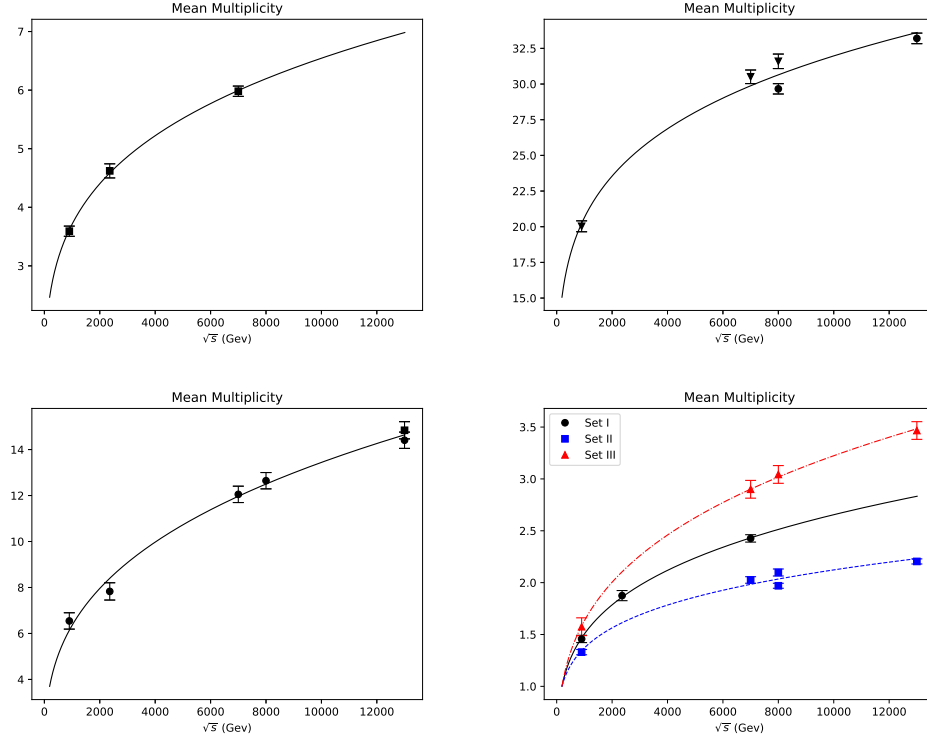 Mean Multiplicity
7
6
5
4
3
0 2000 4000 6000 8000 10000 12000
√s (Gev)
Mean Multiplicity
32.5
30.0
27.5
25.0
22.5
20.0
17.5
15.0
0 2000 4000 6000 8000 10000 12000
√s (Gev)
Mean Multiplicity
14
12
10
8
6
4
0 2000 4000 6000 8000 10000 12000
√s (Gev)
Mean Multiplicity
Set I
Set II
Set III
3.5
3.0
2.5
2.0
1.5
1.0
0 2000 4000 6000 8000 10000 12000
√s (Gev)